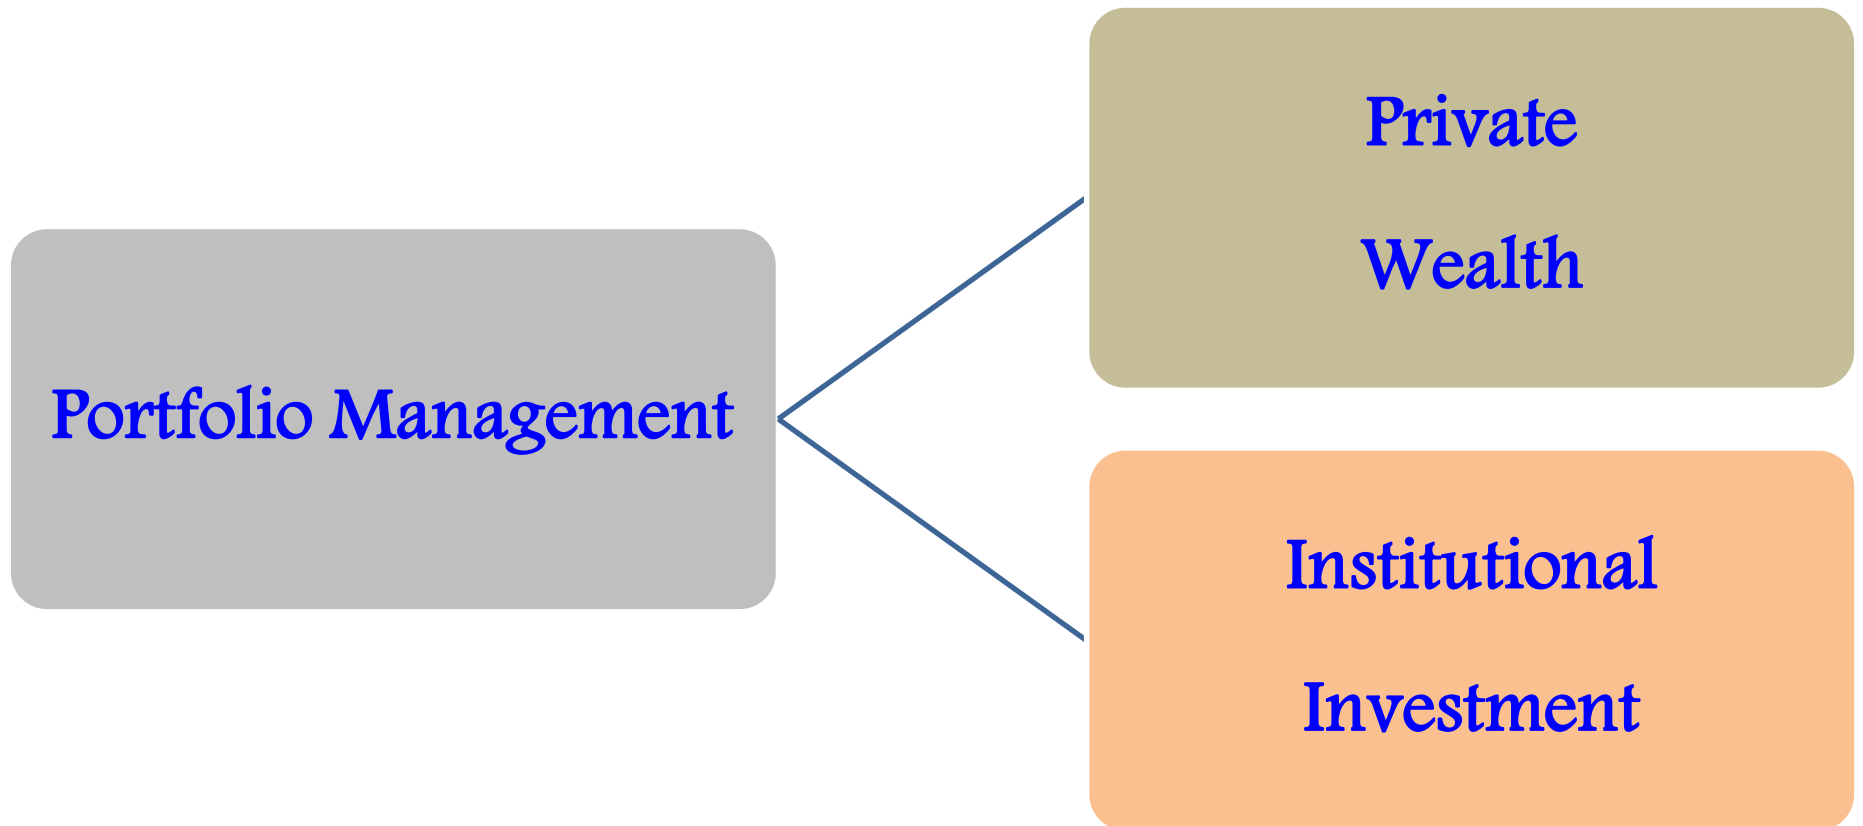 Portfolio Management
Private
Wealth
Institutional
Investment